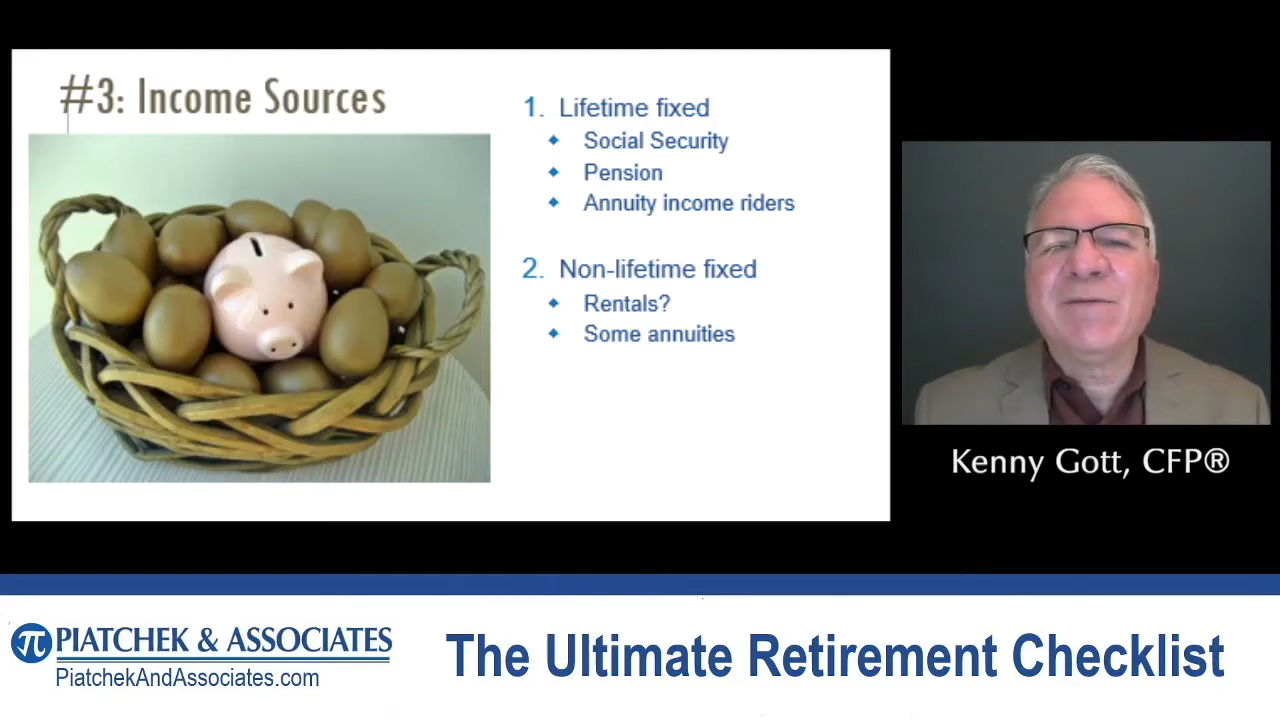 #3: Income Sources
1. Lifetime fixed
◆ Social Security
◆ Pension
◆ Annuity income riders
2. Non-lifetime fixed
◆ Rentals?
◆ Some annuities
Kenny Gott, CFP®
π PIATCHEK & ASSOCIATES
PiatchekAndAssociates.com
The Ultimate Retirement Checklist